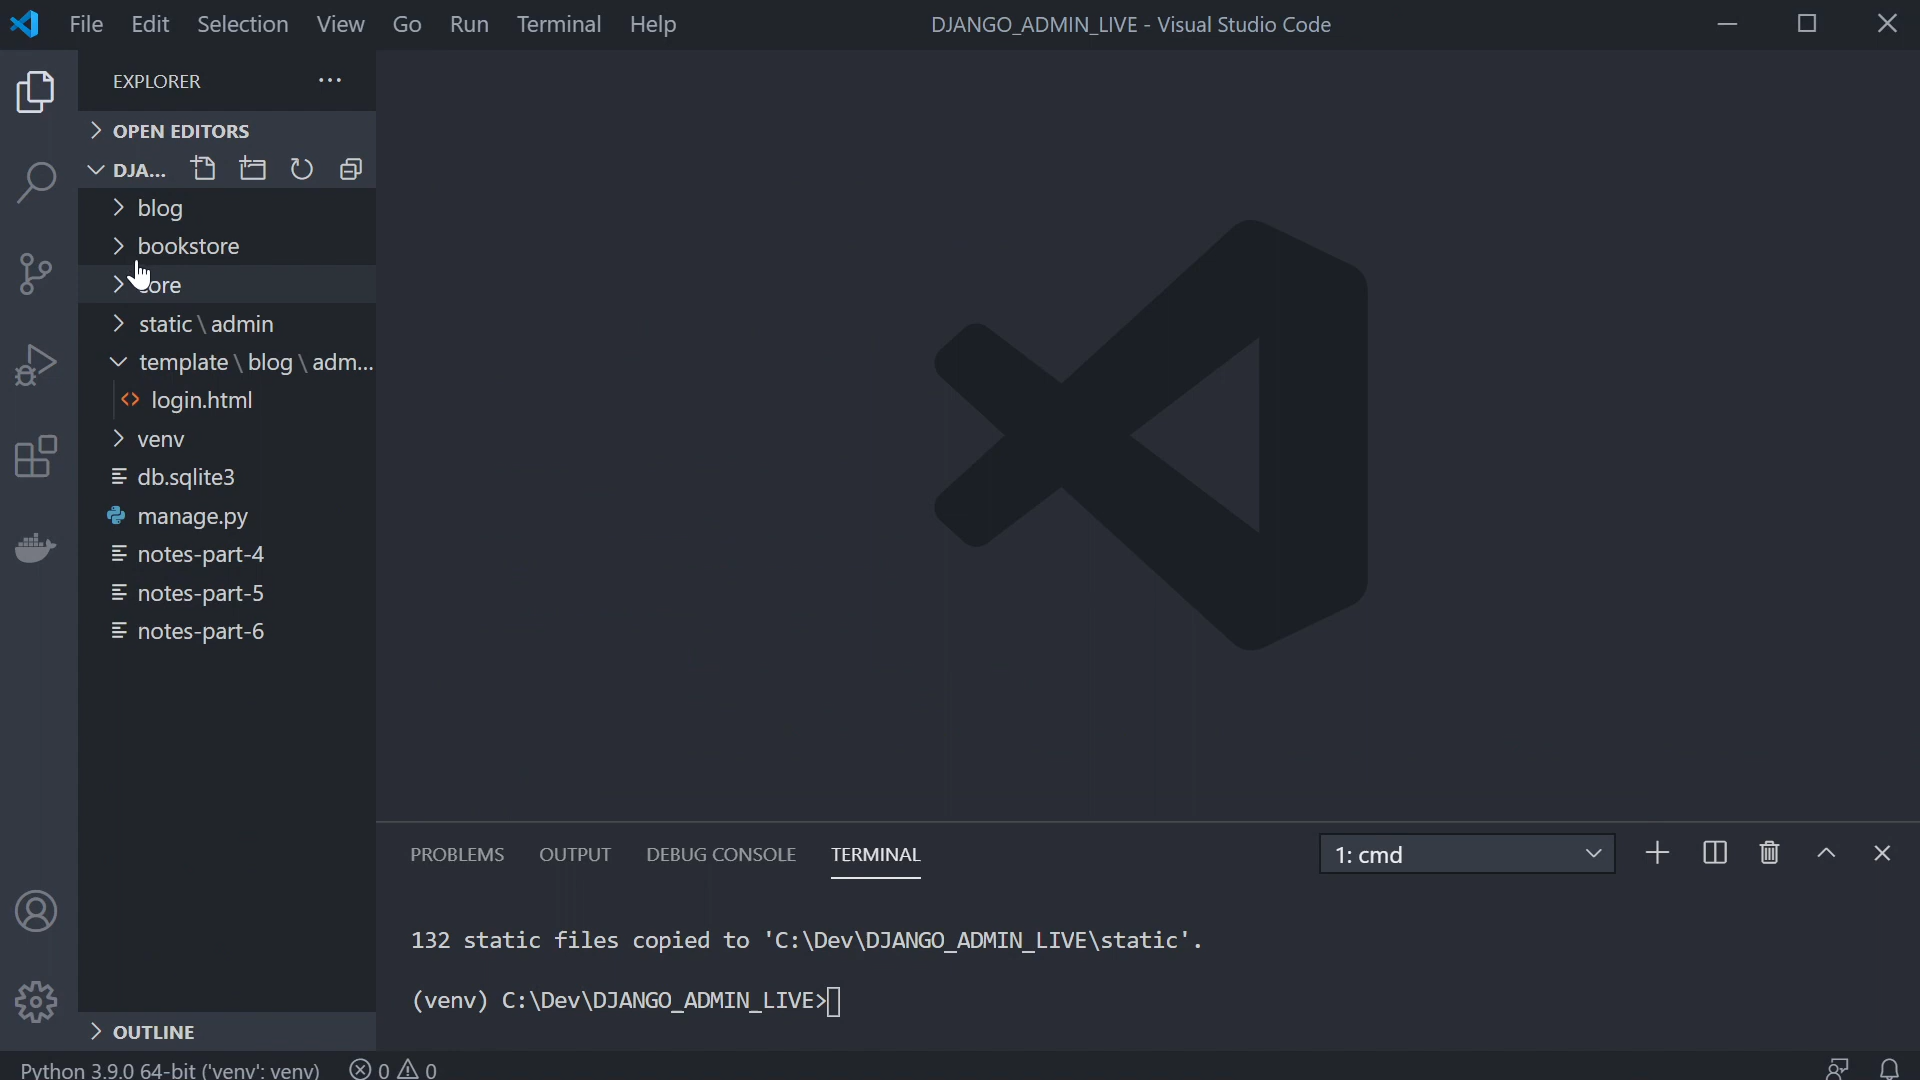 File Edit Selection View Go Run Terminal Help
DJANGO_ADMIN_LIVE - Visual Studio Code
EXPLORER
OPEN EDITORS
DJA...
blog
bookstore
core
static \ admin
template \ blog \ adm...
login.html
venv
db.sqlite3
manage.py
notes-part-4
notes-part-5
notes-part-6
OUTLINE
PROBLEMS OUTPUT DEBUG CONSOLE TERMINAL
1: cmd
132 static files copied to 'C:\Dev\DJANGO_ADMIN_LIVE\static'.
(venv) C:\Dev\DJANGO_ADMIN_LIVE>
Python 3.9.0 64-bit ('venv': venv) 0 0